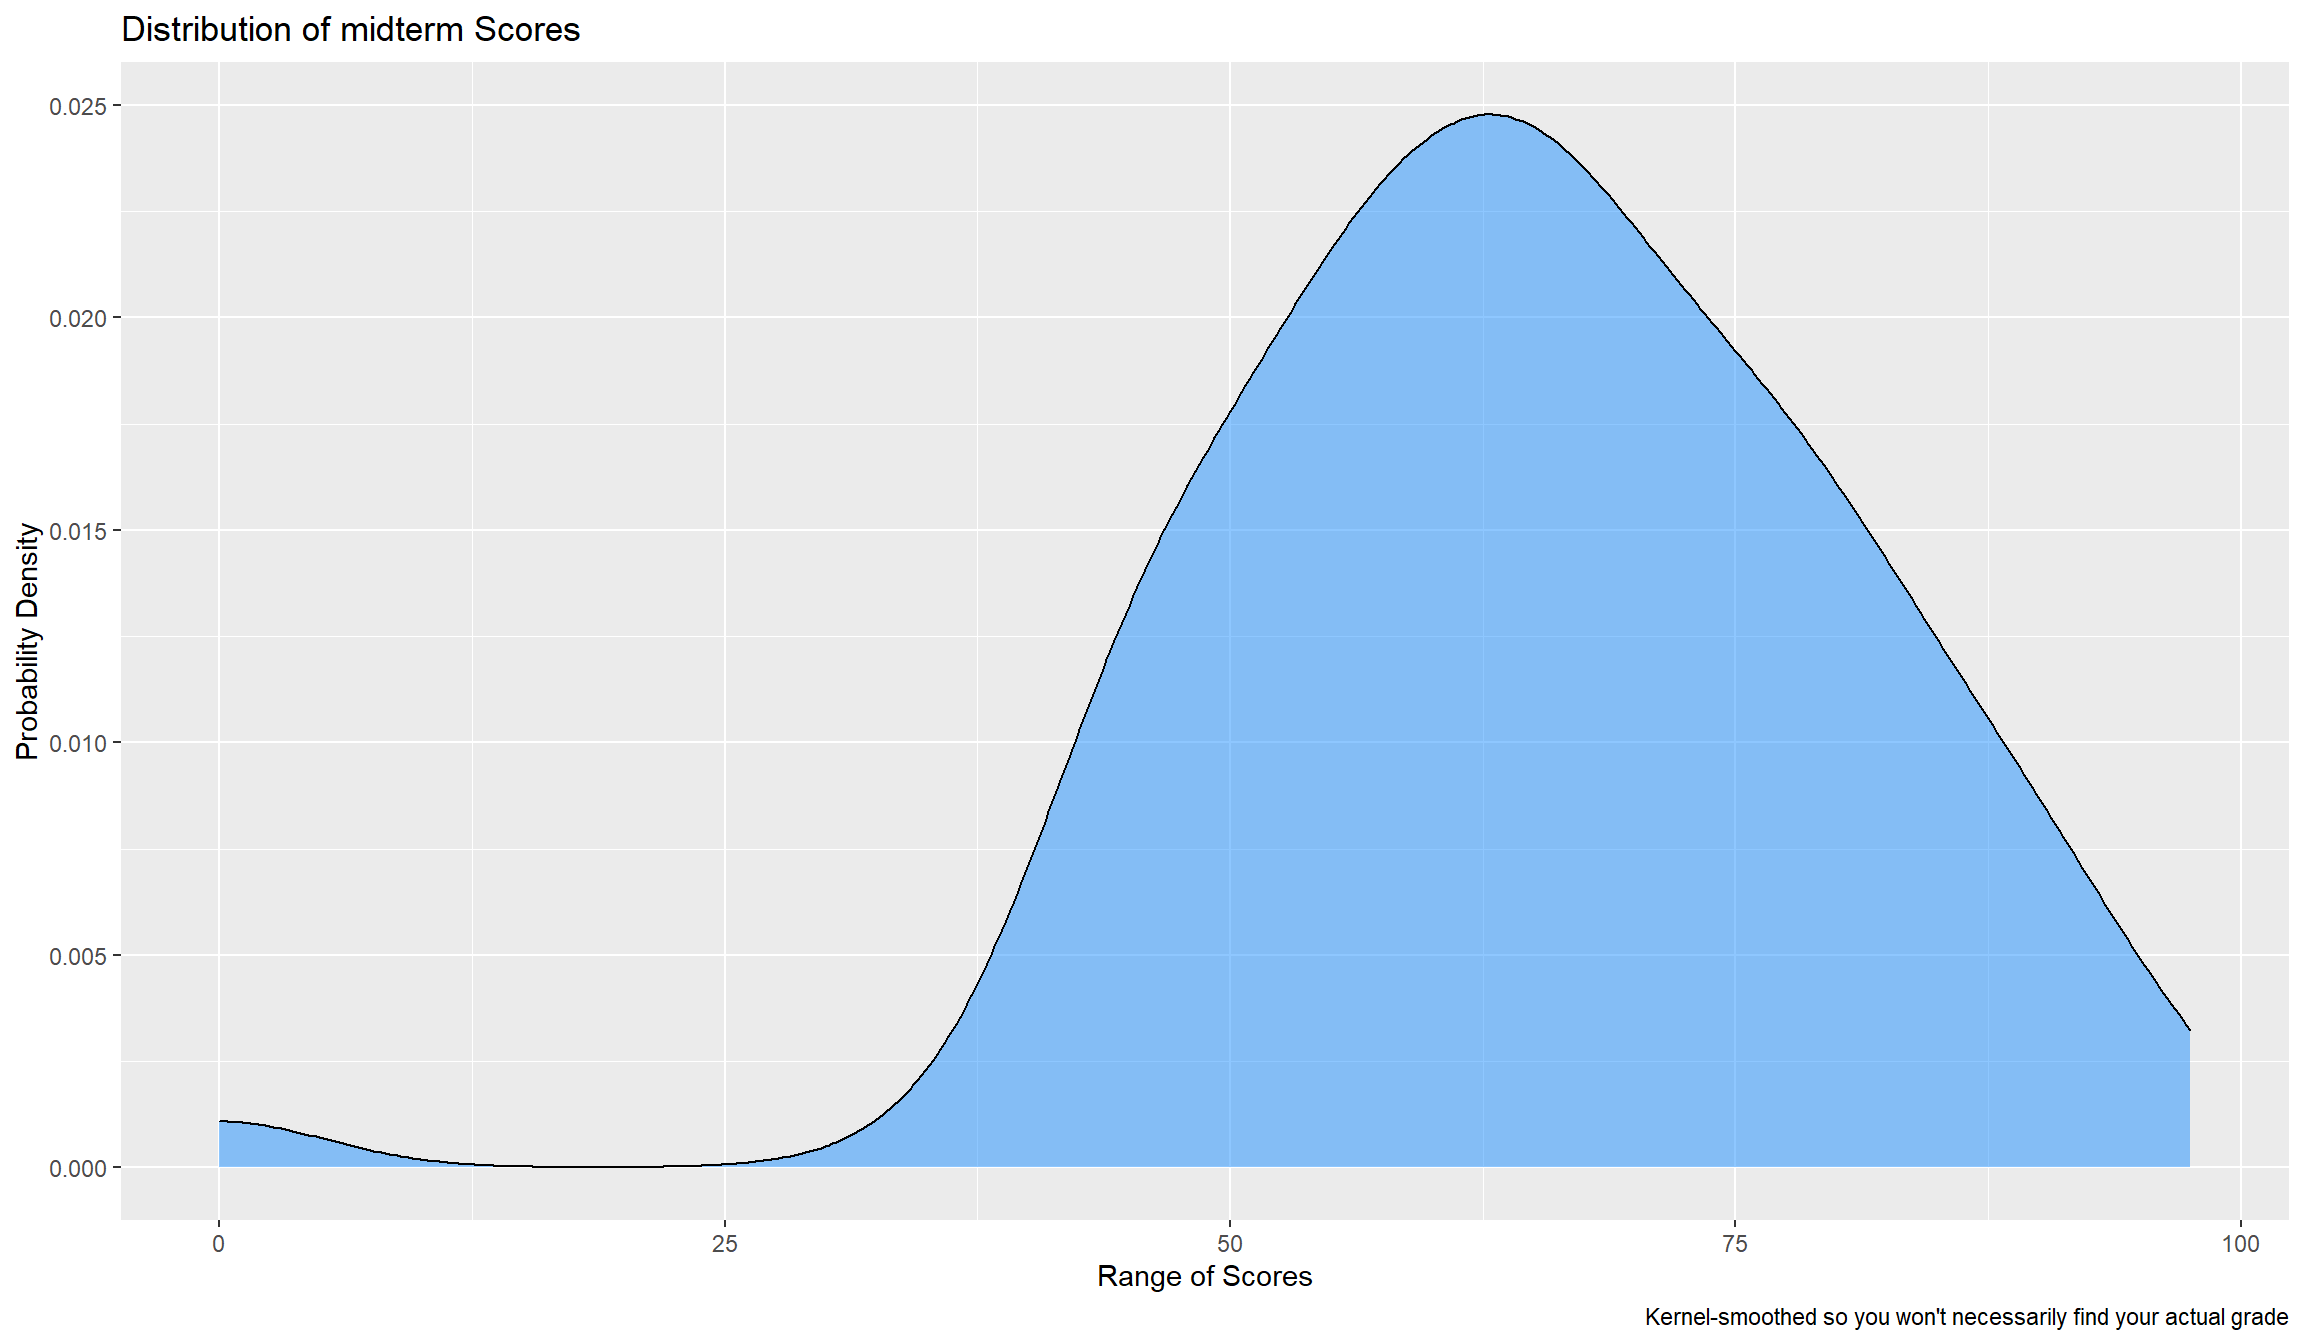 Distribution of midterm Scores
0.025
0.020
0.015
0.010
0.005
0.000
Probability Density
0 25 50 75 100
Range of Scores
Kernel-smoothed so you won't necessarily find your actual grade